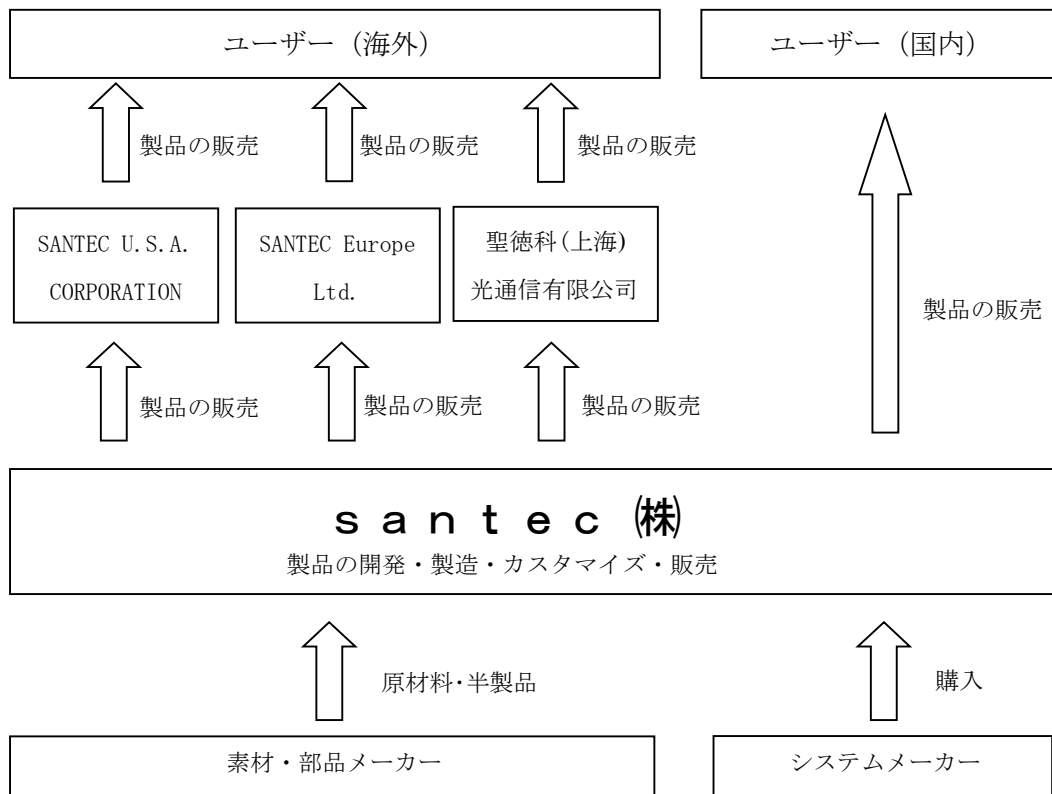 ユーザー（海外）
ユーザー（国内）
製品の販売
製品の販売
製品の販売
SANTEC U.S.A.
CORPORATION
SANTEC Europe
Ltd.
聖徳科(上海)
光通信有限公司
製品の販売
製品の販売
製品の販売
製品の販売
ｓａｎｔｅｃ ㈱
製品の開発・製造・カスタマイズ・販売
原材料・半製品
購入
素材・部品メーカー
システムメーカー